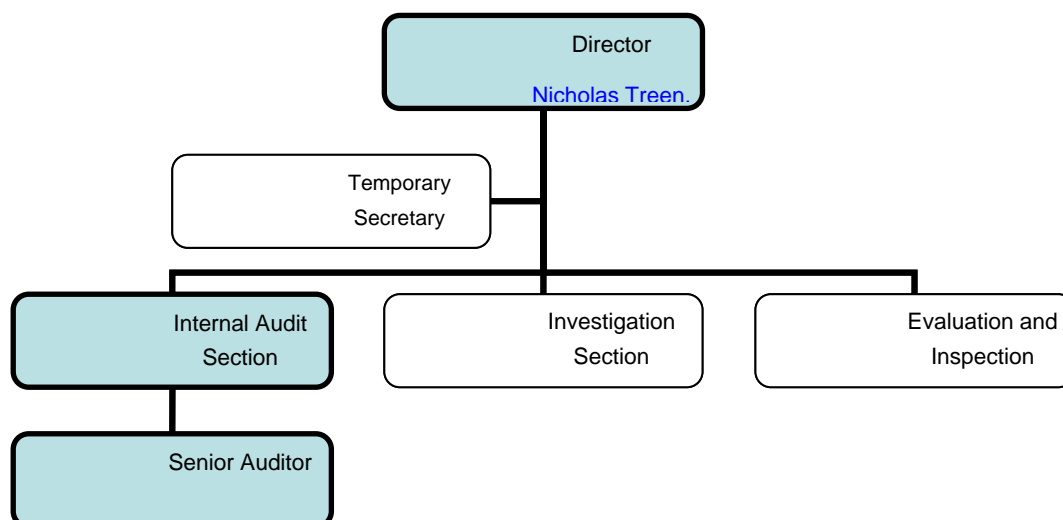 Director
Nicholas Treen.
Temporary
Secretary
Internal Audit
Section
Investigation
Section
Evaluation and
Inspection
Senior Auditor